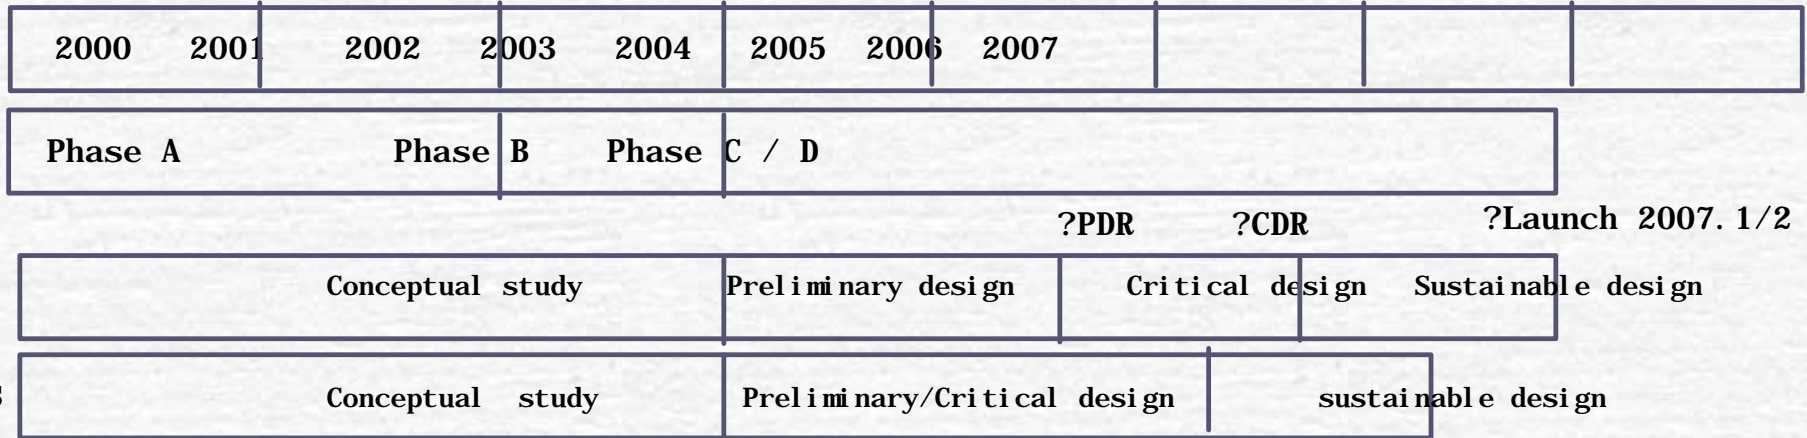 2000 2001 2002 2003 2004 2005 2006 2007
Phase A Phase B Phase C / D
?PDR ?CDR ?Launch 2007.1/2
Conceptual study Preliminary design Critical design Sustainable design
Conceptual study Preliminary/Critical design sustainable design